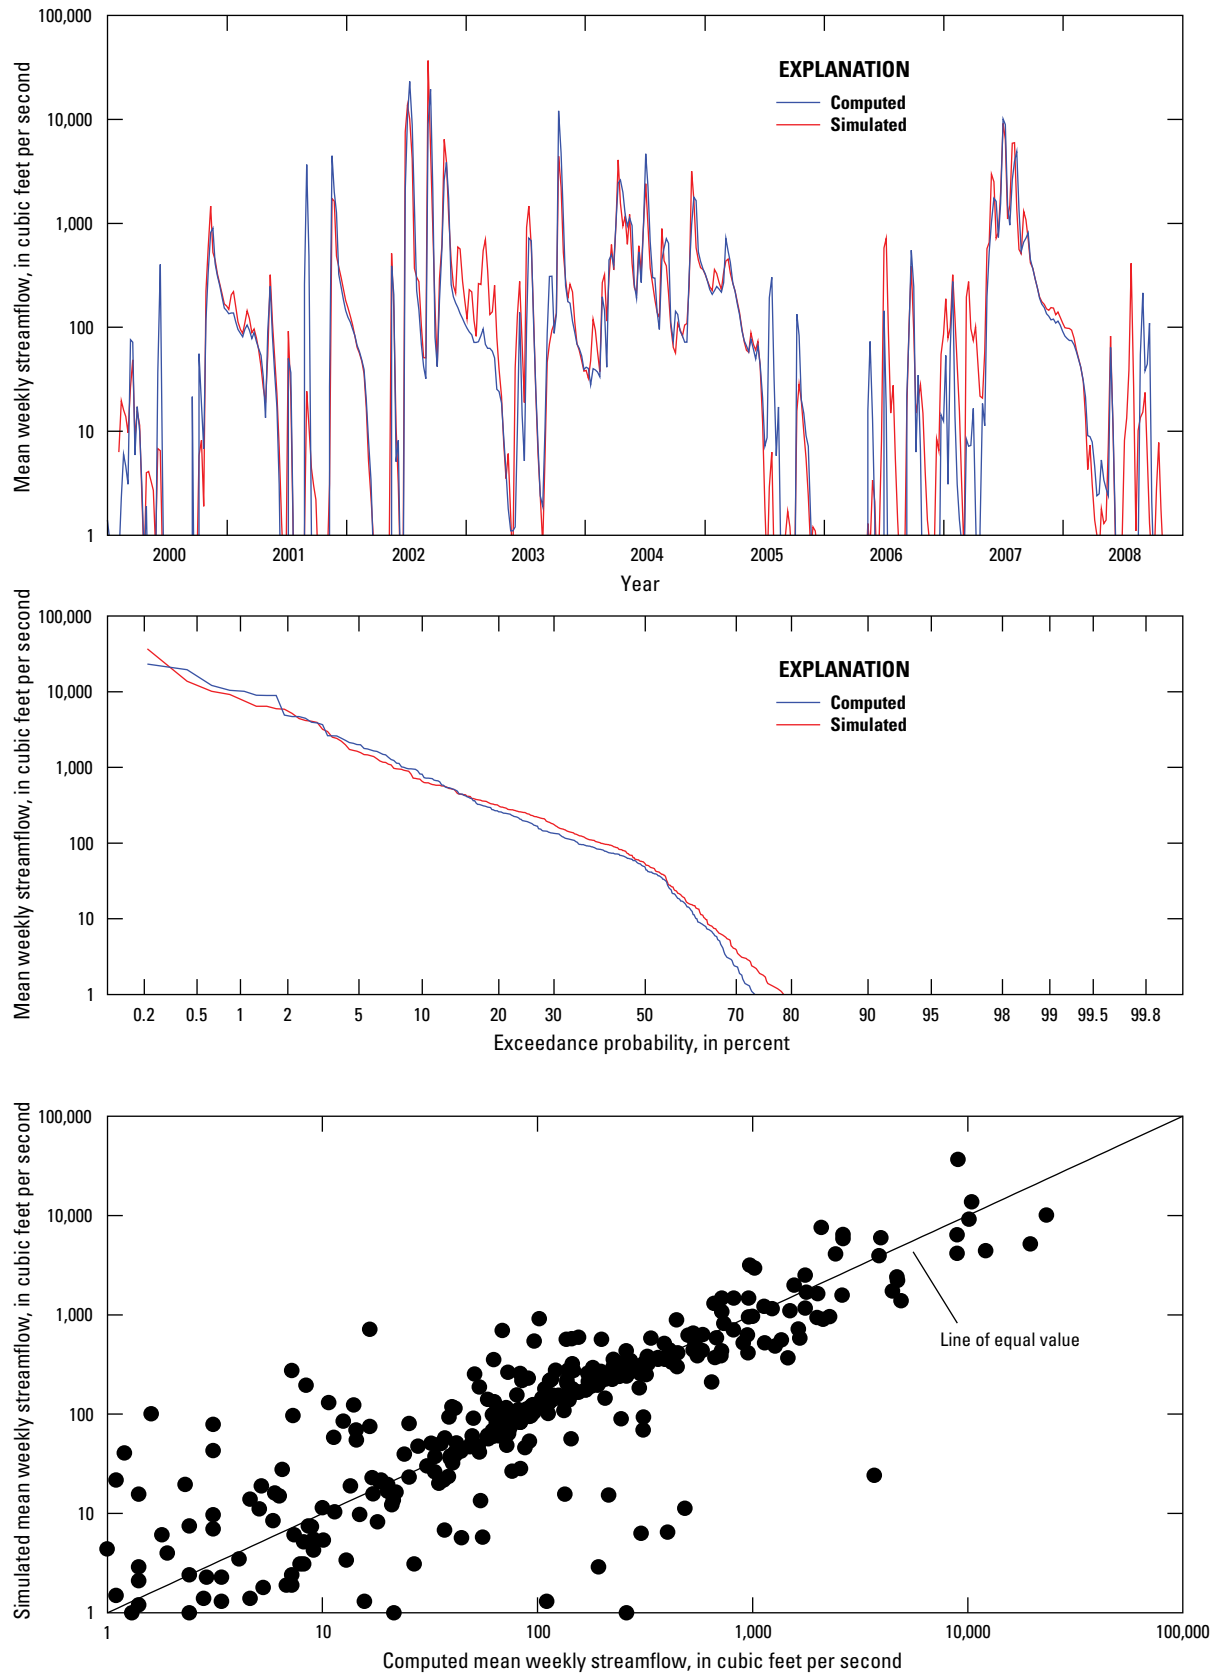 Mean weekly streamflow, in cubic feet per second
100,000
10,000
1,000
100
10
1
EXPLANATION
Computed
Simulated
2000 2001 2002 2003 2004 2005 2006 2007 2008
Year
Mean weekly streamflow, in cubic feet per second
100,000
10,000
1,000
100
10
1
EXPLANATION
Computed
Simulated
0.2 0.5 1 2 5 10 20 30 50 70 80 90 95 98 99 99.5 99.8
Exceedance probability, in percent
Simulated mean weekly streamflow, in cubic feet per second
100,000
10,000
1,000
100
10
1
Line of equal value
1 10 100 1,000 10,000 100,000
Computed mean weekly streamflow, in cubic feet per second